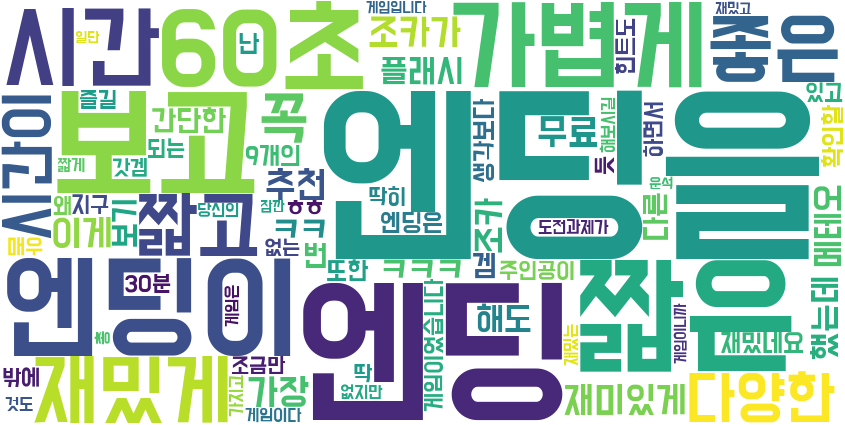 게임입니다
재밌고
시간
60초
일단
난
조카가
가볍게
힌트도
좋은
플래시
즐길
있고
시간이
보고
꼭
엔딩을
간단한
9개의
되는
무료
생각보다
해보시길
하면서
확인할
짧게
갓겜
듯
추천
딱히
운석
왜
지구
짧고
당신의
잠깐
ㅎㅎ
엔딩은
조카
도전과제가
다른
메테오
이게
보기
ㅋㅋ
매우
없는
번
엔딩이
30분
또한
ㅋㅋㅋ
겜
주인공이
짧은
게임은
엔딩
해도
게임이었습니다
했는데
총
재밌는
게임이니까
재밌네요
밖에
재밌게
조금만
가장
딱
없지만
가지고
재미있게
다양한
것도
게임이다